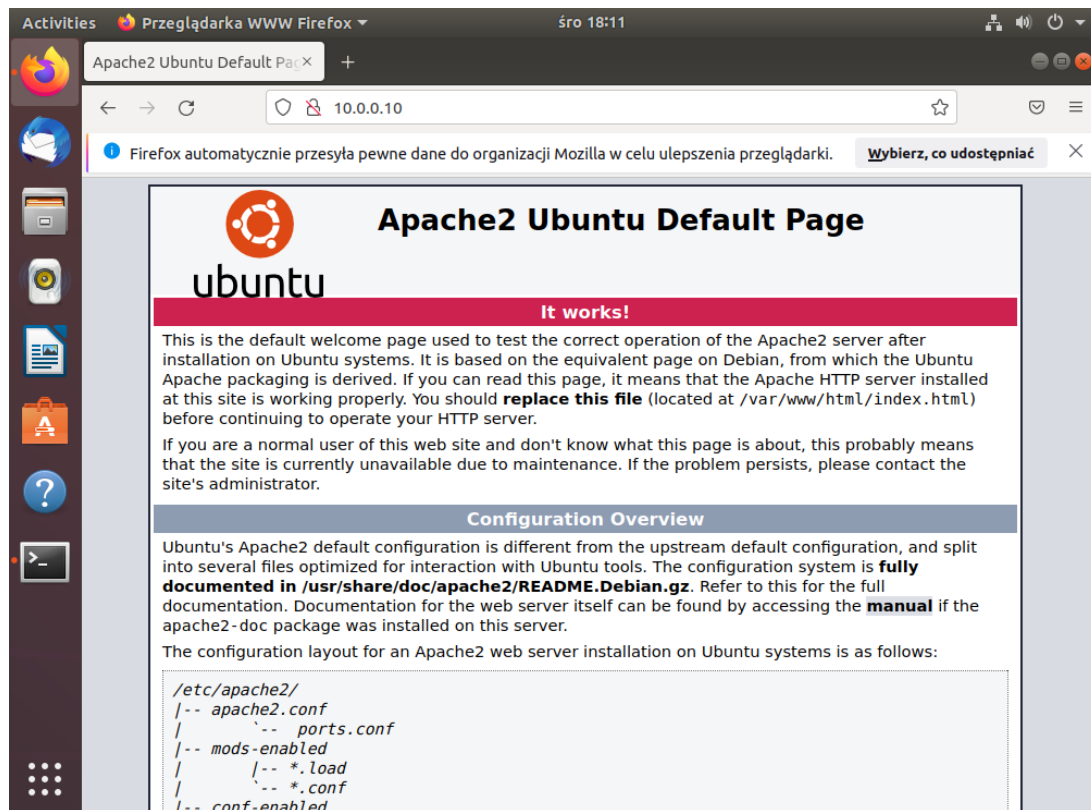 Activities Przeglądarka WWW Firefox śro 18:11
Apache2 Ubuntu Default Pag
10.0.0.10
Firefox automatycznie przesyła pewne dane do organizacji Mozilla w celu ulepszenia przeglądarki. Wybierz, co udostępniać
ubuntu
Apache2 Ubuntu Default Page
It works!
This is the default welcome page used to test the correct operation of the Apache2 server after
installation on Ubuntu systems. It is based on the equivalent page on Debian, from which the Ubuntu
Apache packaging is derived. If you can read this page, it means that the Apache HTTP server installed
at this site is working properly. You should replace this file (located at /var/www/html/index.html)
before continuing to operate your HTTP server.
If you are a normal user of this web site and don't know what this page is about, this probably means
that the site is currently unavailable due to maintenance. If the problem persists, please contact the
site's administrator.
Configuration Overview
Ubuntu's Apache2 default configuration is different from the upstream default configuration, and split
into several files optimized for interaction with Ubuntu tools. The configuration system is fully
documented in /usr/share/doc/apache2/README.Debian.gz. Refer to this for the full
documentation. Documentation for the web server itself can be found by accessing the manual if the
apache2-doc package was installed on this server.
The configuration layout for an Apache2 web server installation on Ubuntu systems is as follows:
/etc/apache2/
|-- apache2.conf
|       `--  ports.conf
|-- mods-enabled
|       |-- *.load
|       `-- *.conf
|-- conf-enabled